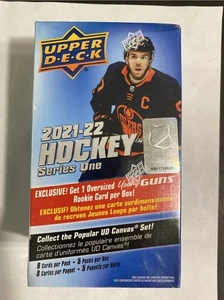 UPPER
DECK
2021-22
HOCKEY
Series One
EXCLUSIVE! Get 1 Oversized Young GUNS
Rookie Card per Box!
EXCLUSIF! Obtenez une carte surdimensionnée
de recrues Jeunes Loups par boîte!
Collect the Popular UD Canvas® Set!
Collectionnez le populaire ensemble de
carte d'uniformes UD Canvas®!
8 Cards per Pack • 5 Packs per Box
8 Cartes par Paquet • 5 Paquets par Boîte